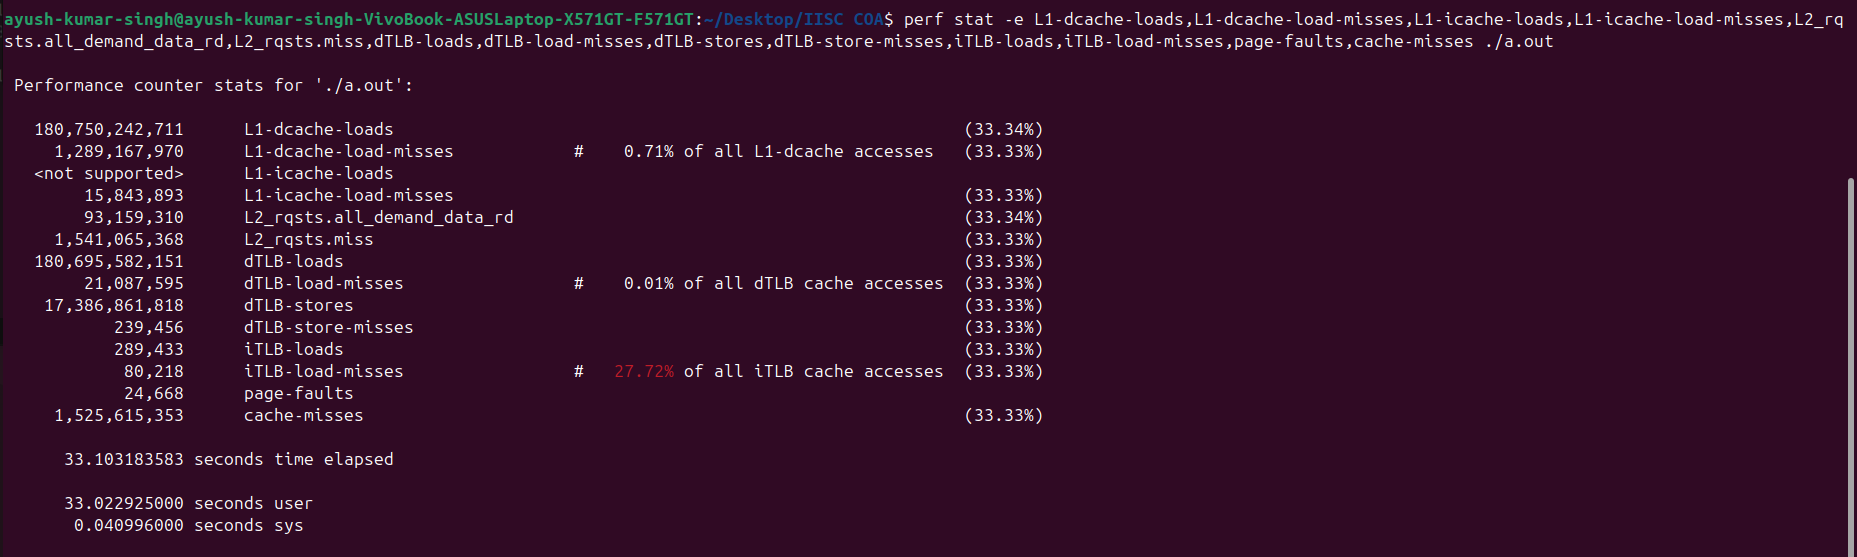 ayush-kumar-singh@ayush-kumar-singh-VivoBook-ASUSLaptop-X571GT-F571GT:~/Desktop/IISC COA$ perf stat -e L1-dcache-loads,L1-dcache-load-misses,L1-icache-loads,L1-icache-load-misses,L2_rq
sts.all_demand_data_rd,L2_rqsts.miss,dTLB-loads,dTLB-load-misses,dTLB-stores,dTLB-store-misses,iTLB-loads,iTLB-load-misses,page-faults,cache-misses ./a.out
Performance counter stats for './a.out':
180,750,242,711 L1-dcache-loads (33.34%)
1,289,167,970 L1-dcache-load-misses # 0.71% of all L1-dcache accesses (33.33%)
<not supported> L1-icache-loads
15,843,893 L1-icache-load-misses (33.33%)
93,159,310 L2_rqsts.all_demand_data_rd (33.34%)
1,541,065,368 L2_rqsts.miss (33.33%)
180,695,582,151 dTLB-loads (33.33%)
21,087,595 dTLB-load-misses # 0.01% of all dTLB cache accesses (33.33%)
17,386,861,818 dTLB-stores (33.33%)
239,456 dTLB-store-misses (33.33%)
289,433 iTLB-loads (33.33%)
80,218 iTLB-load-misses # 27.72% of all iTLB cache accesses (33.33%)
24,668 page-faults
1,525,615,353 cache-misses (33.33%)
33.103183583 seconds time elapsed
33.022925000 seconds user
0.040996000 seconds sys